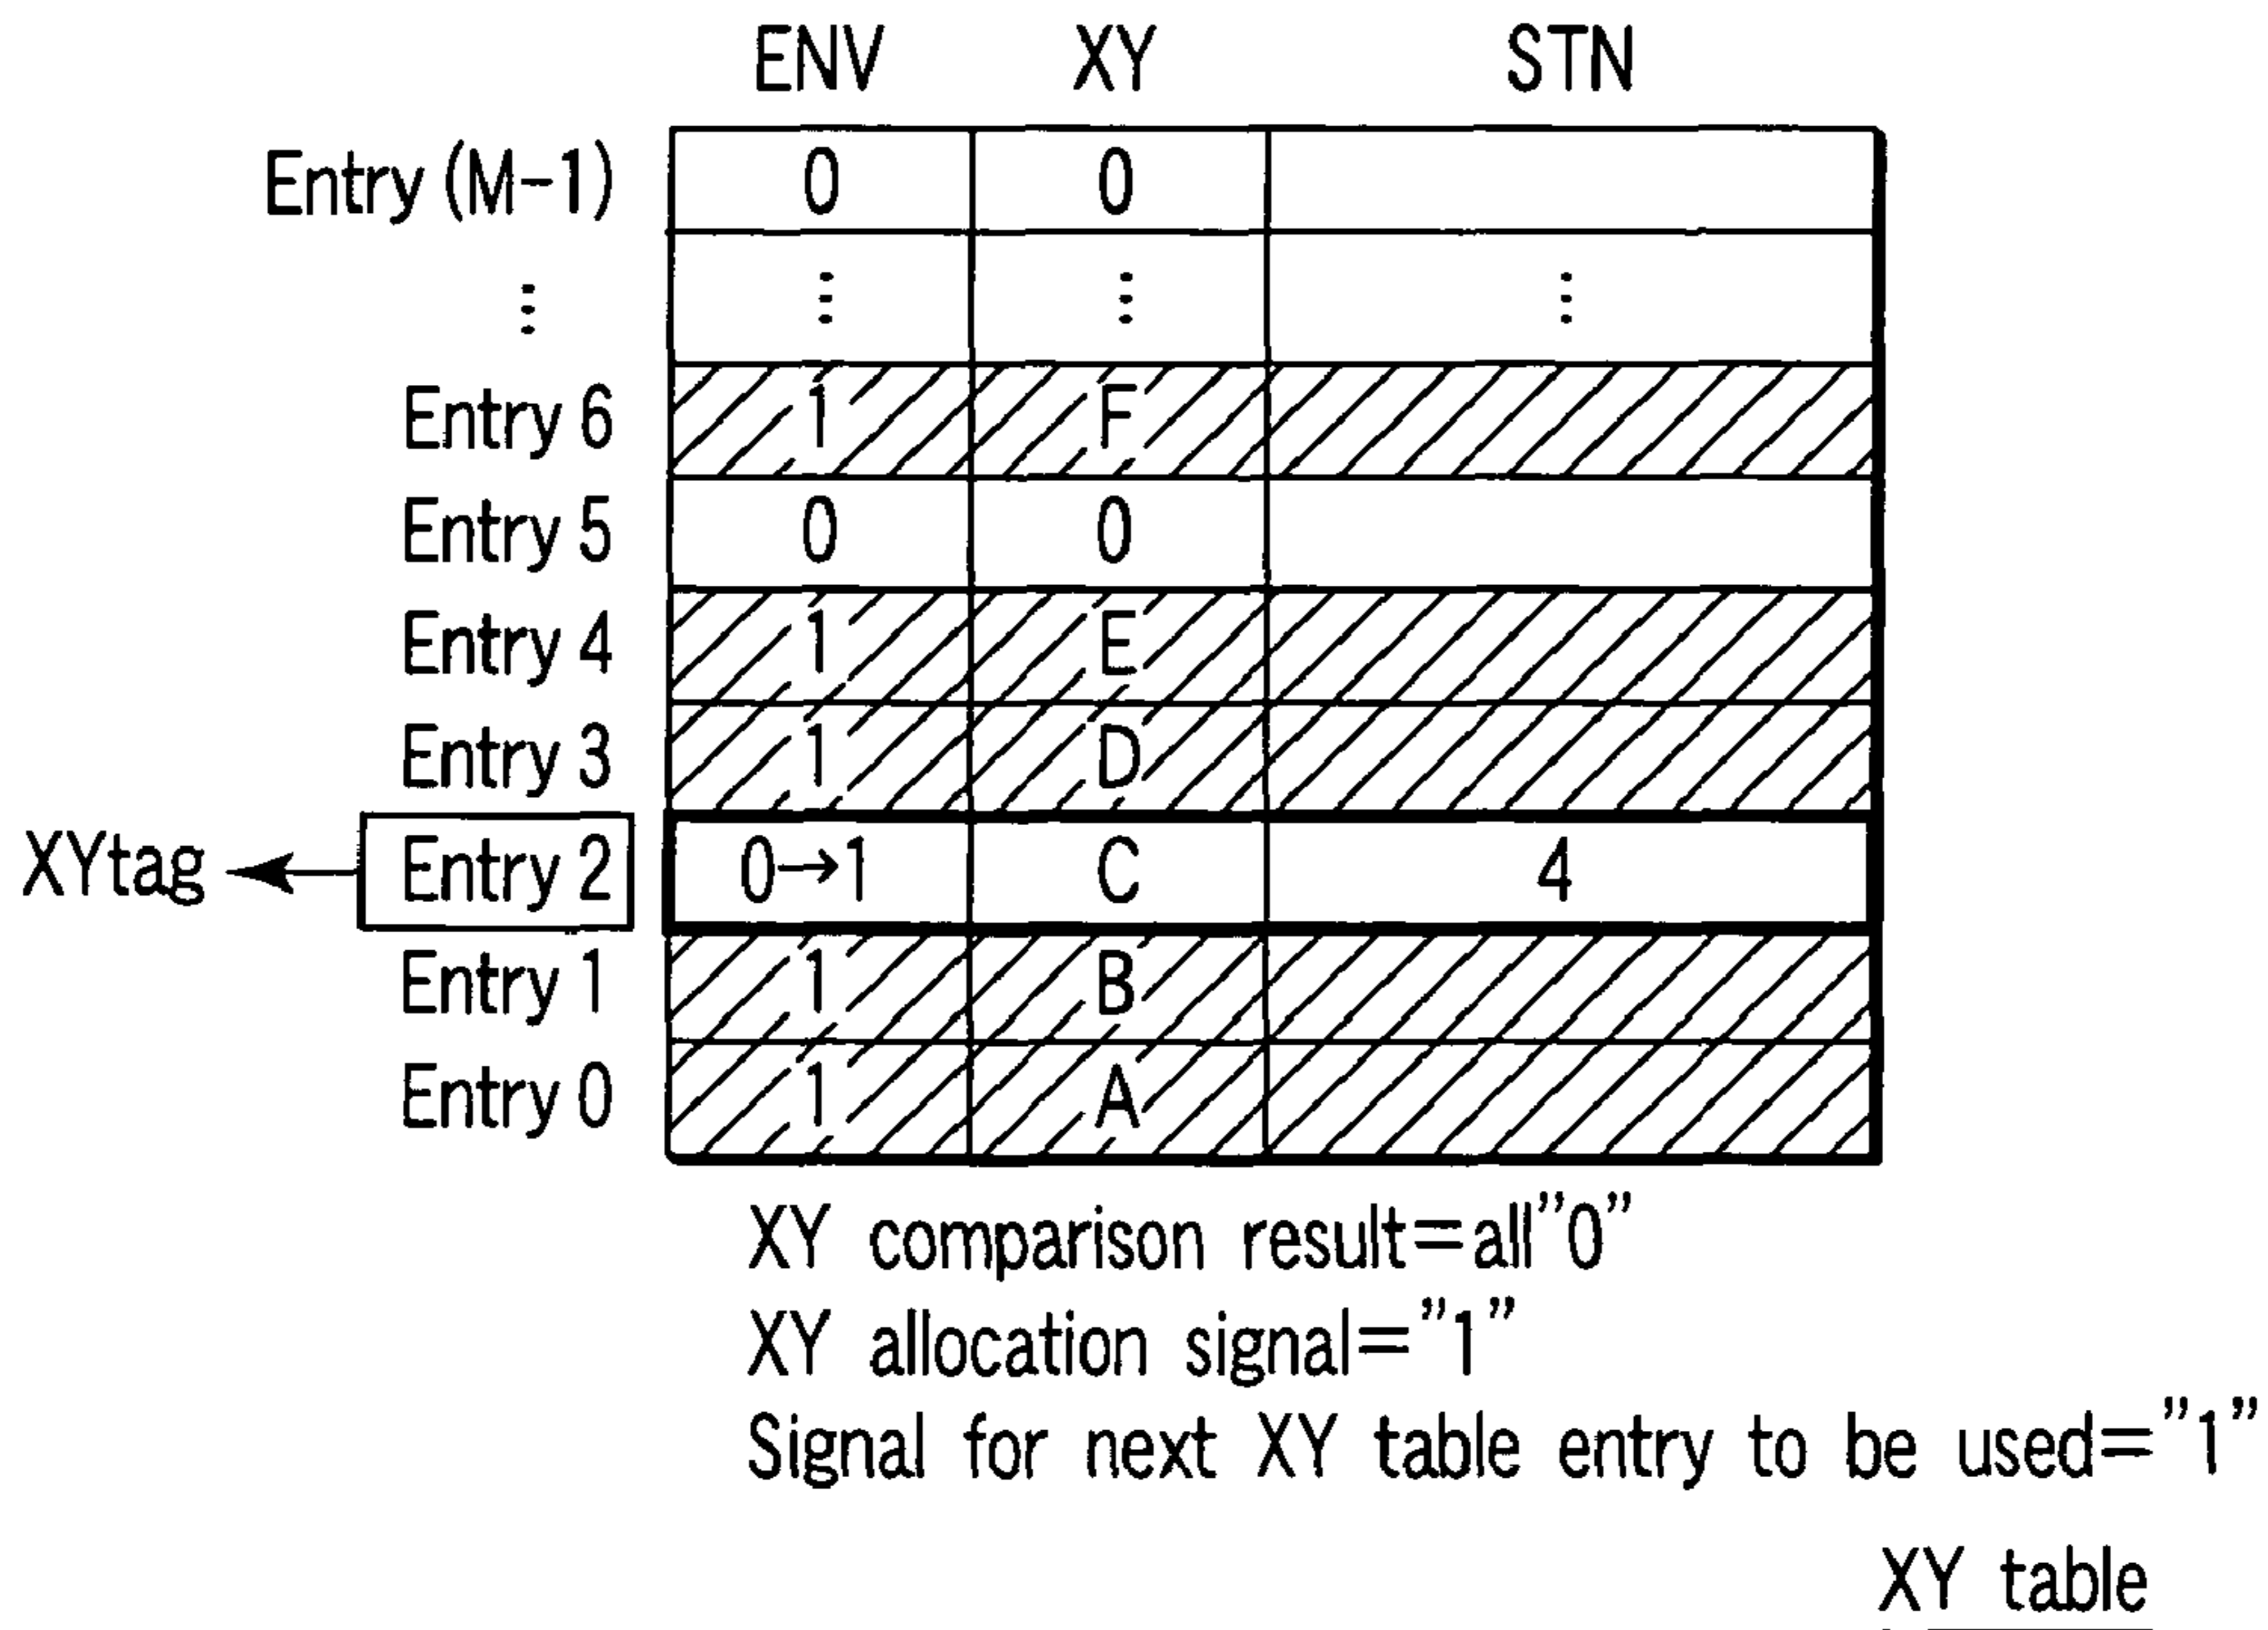 ENV XY STN
Entry (M-1) 0 0
⋮ ⋮ ⋮ ⋮
Entry 6 1 F
Entry 5 0 0
Entry 4 1 E
Entry 3 1 D
XYtag Entry 2 0→1 C 4
Entry 1 1 B
Entry 0 1 A
XY comparison result=all"0"
XY allocation signal="1"
Signal for next XY table entry to be used="1"
XY table